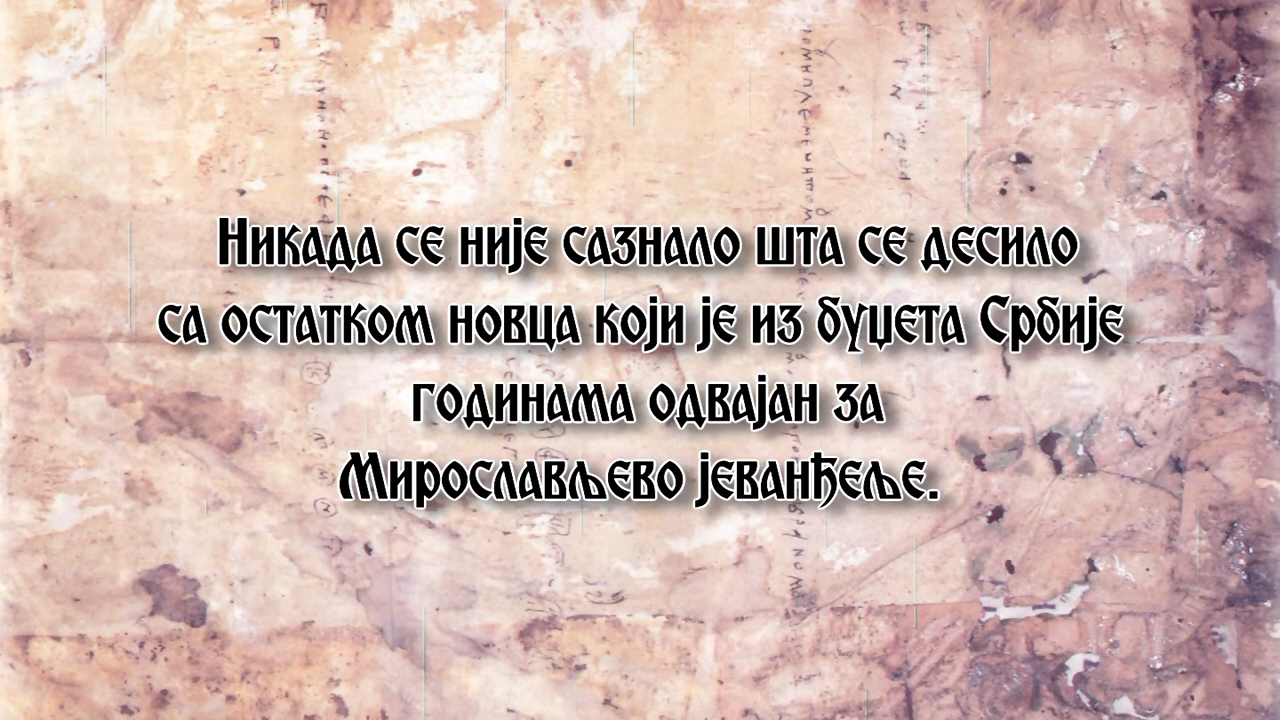 Никада се није сазнало шта се десило
са остатком новца који је из буџета Србије
годинама одвајан за
Мирослављево јеванђеље.